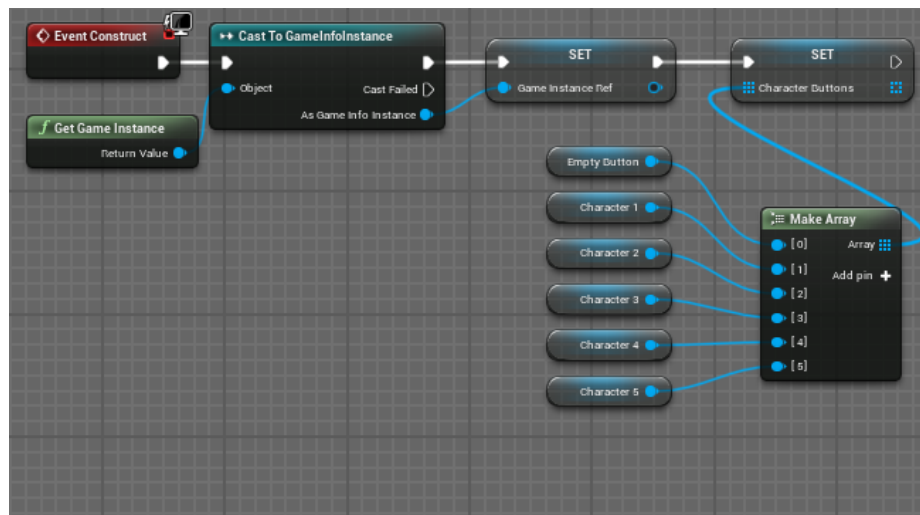 Event Construct
Cast To GameInfoInstance
Object
Cast Failed
As Game Info Instance
f Get Game Instance
Return Value
SET
Game Instance Ref
SET
Character Buttons
Empty Button
Character 1
Character 2
Character 3
Character 4
Character 5
Make Array
[0]
Array
[1]
Add pin +
[2]
[3]
[4]
[5]